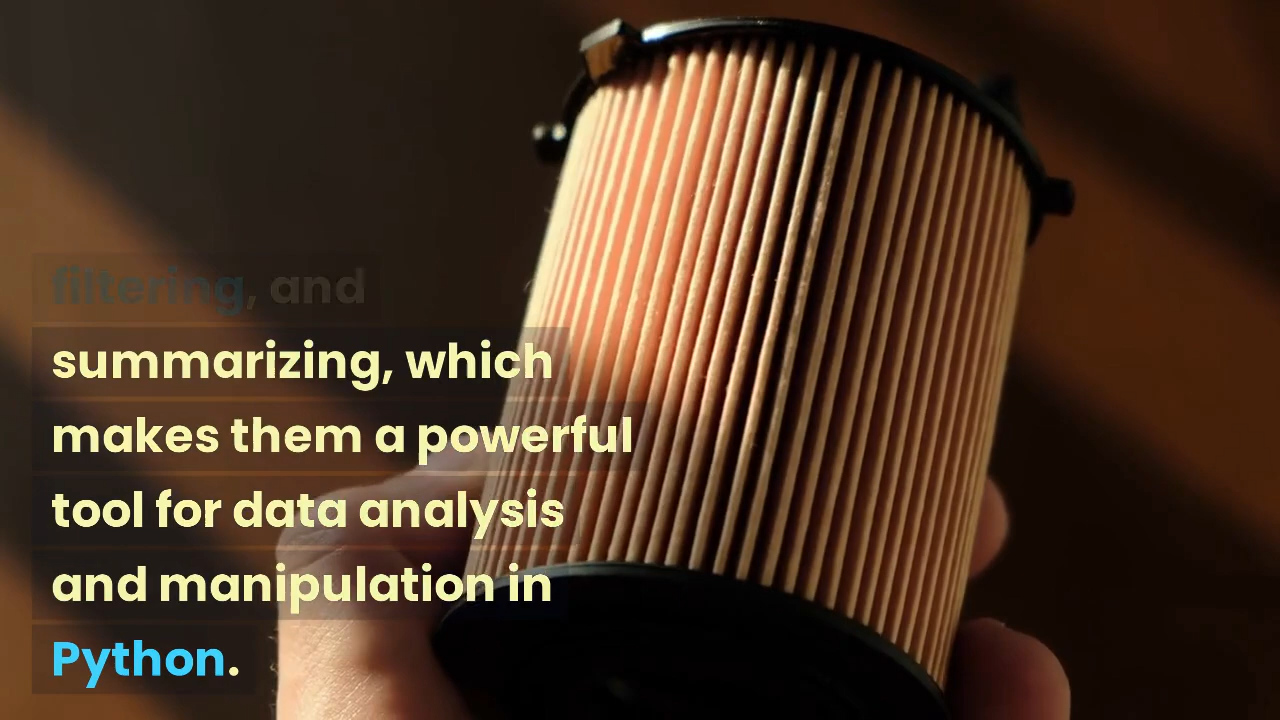 filtering, and
summarizing, which
makes them a powerful
tool for data analysis
and manipulation in
Python.